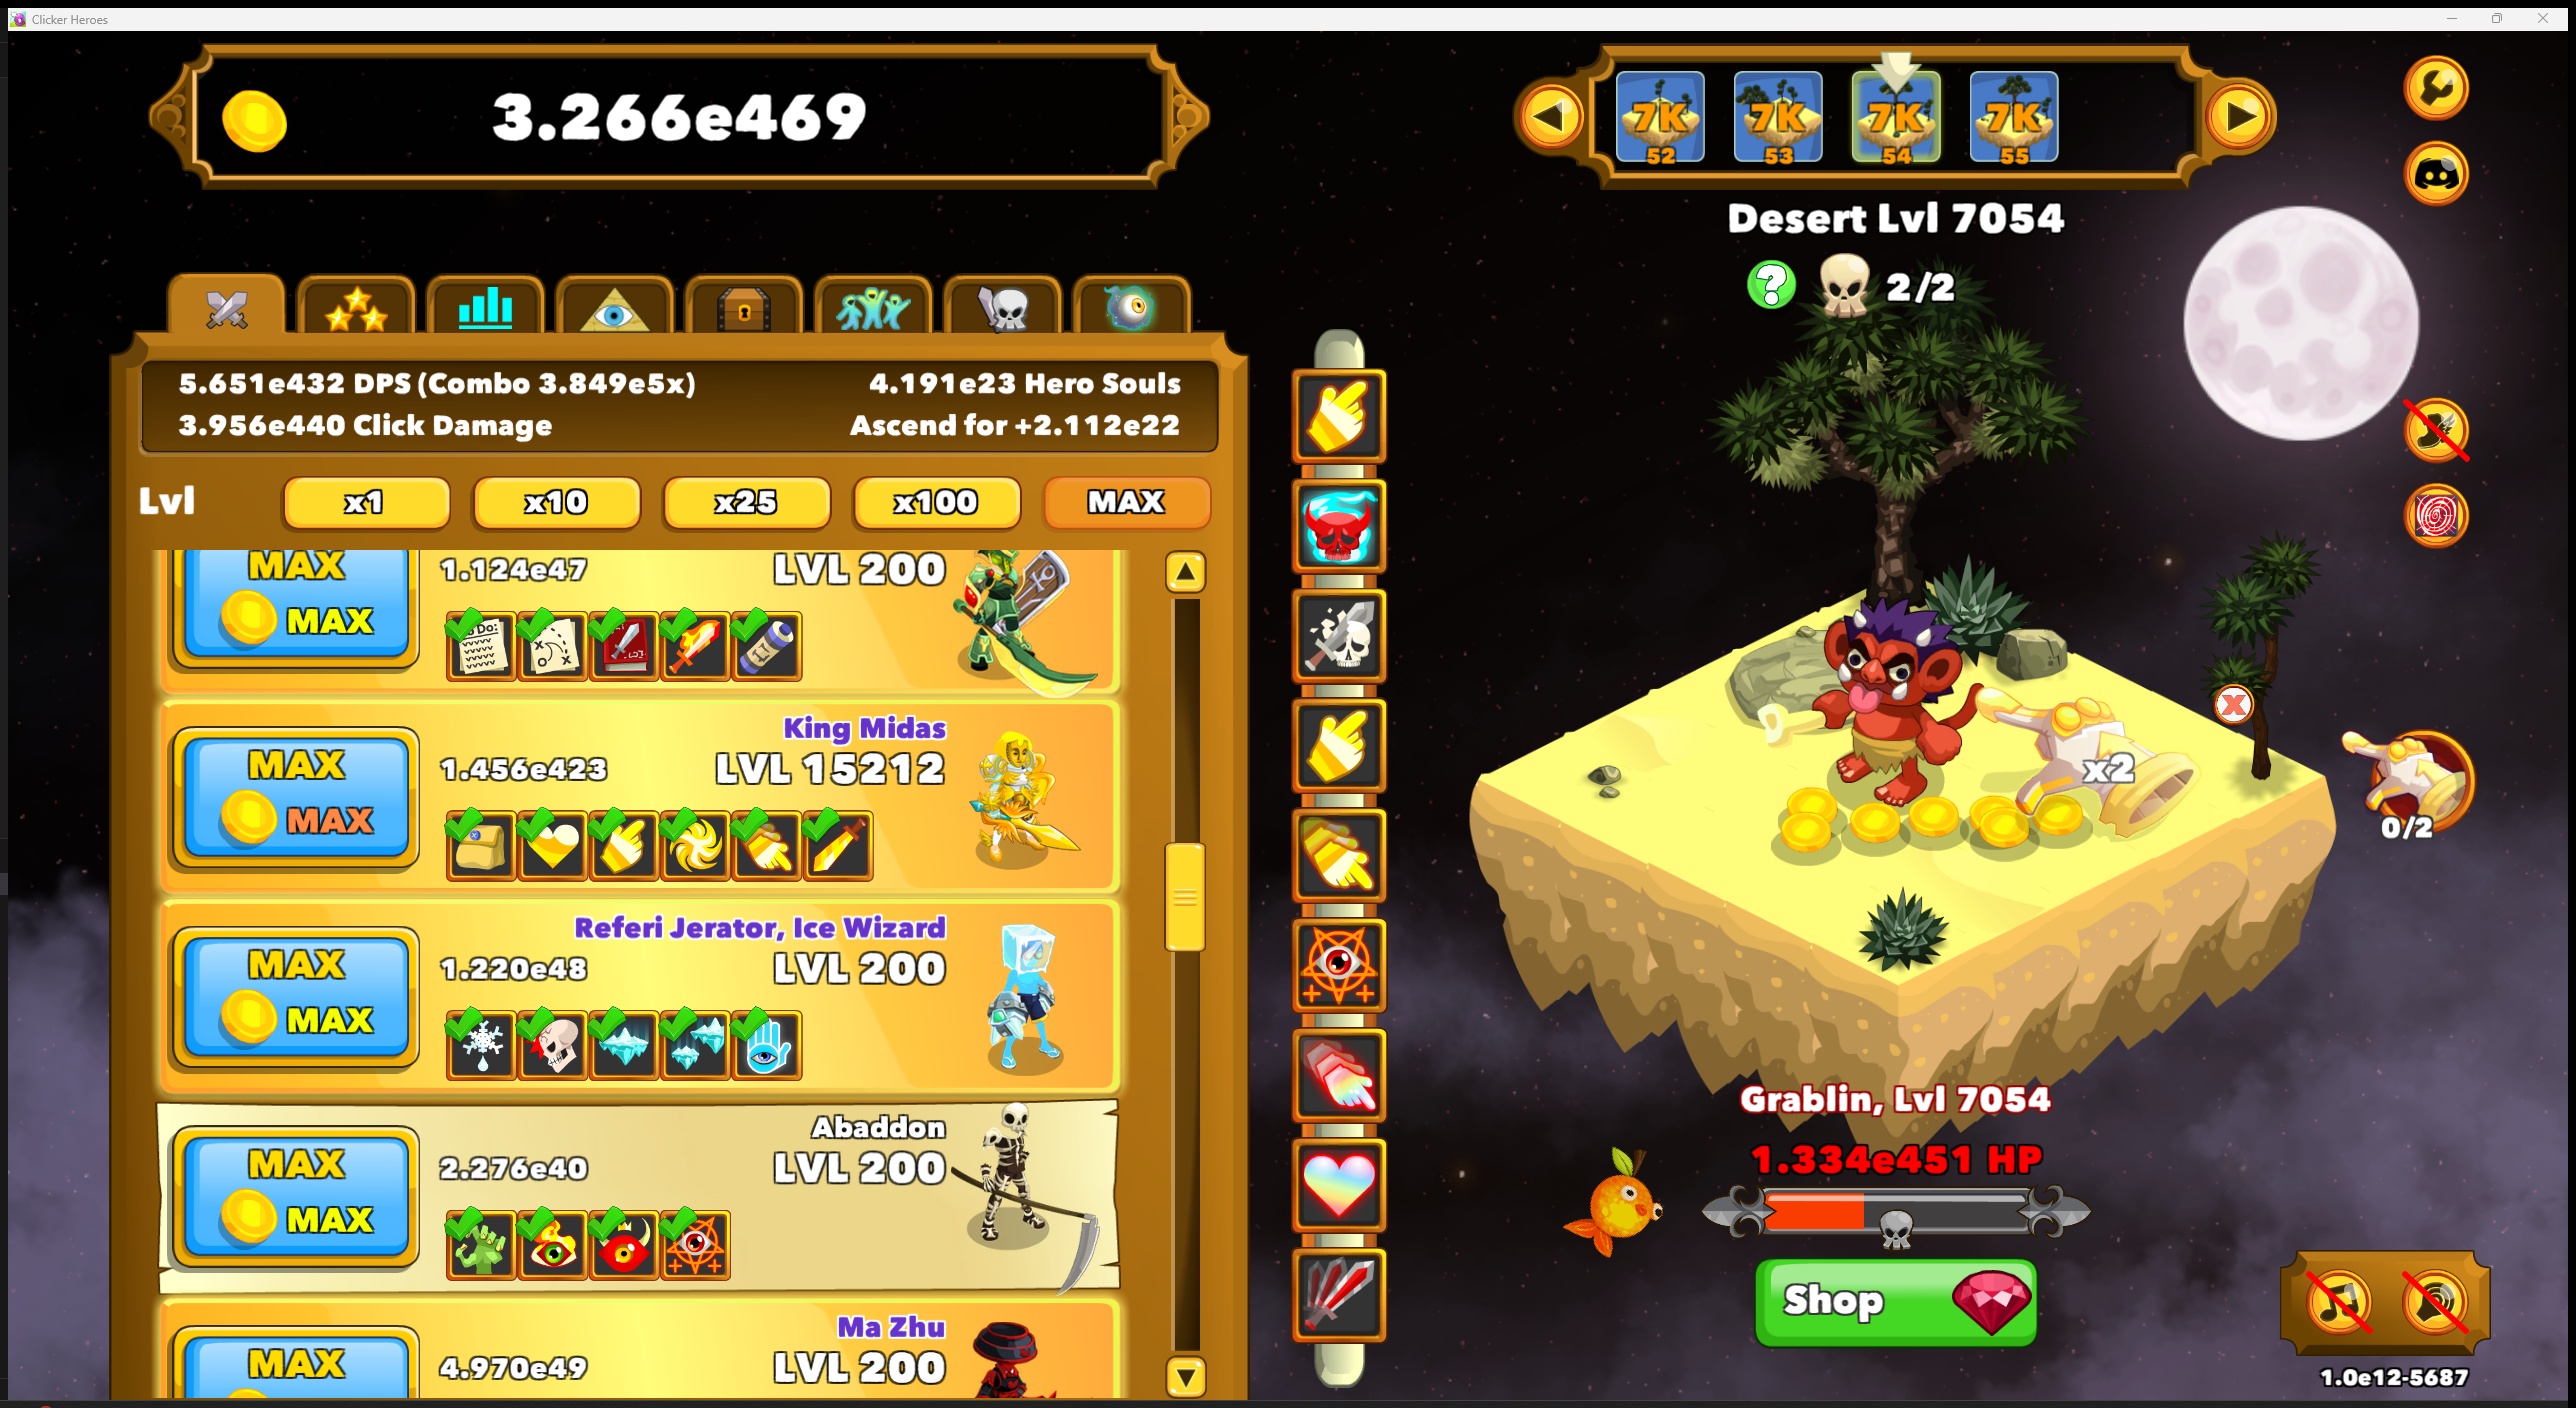 Clicker Heroes
3.266e469
7K 7K 7K 7K
52 53 54 55
Desert Lvl 7054
2/2
5.651e432 DPS (Combo 3.849e5x)
4.191e23 Hero Souls
3.956e440 Click Damage
Ascend for +2.112e22
Lvl x1 x10 x25 x100 MAX
MAX
MAX
1.124e47
LVL 200
Do:
MAX
MAX
King Midas
1.456e423
LVL 15212
MAX
MAX
Referi Jerator, Ice Wizard
1.220e48
LVL 200
MAX
MAX
Abaddon
2.276e40
LVL 200
MAX
Ma Zhu
4.970e49
LVL 200
x2
0/2
Grablin, Lvl 7054
1.334e451 HP
Shop
1.0e12-5687